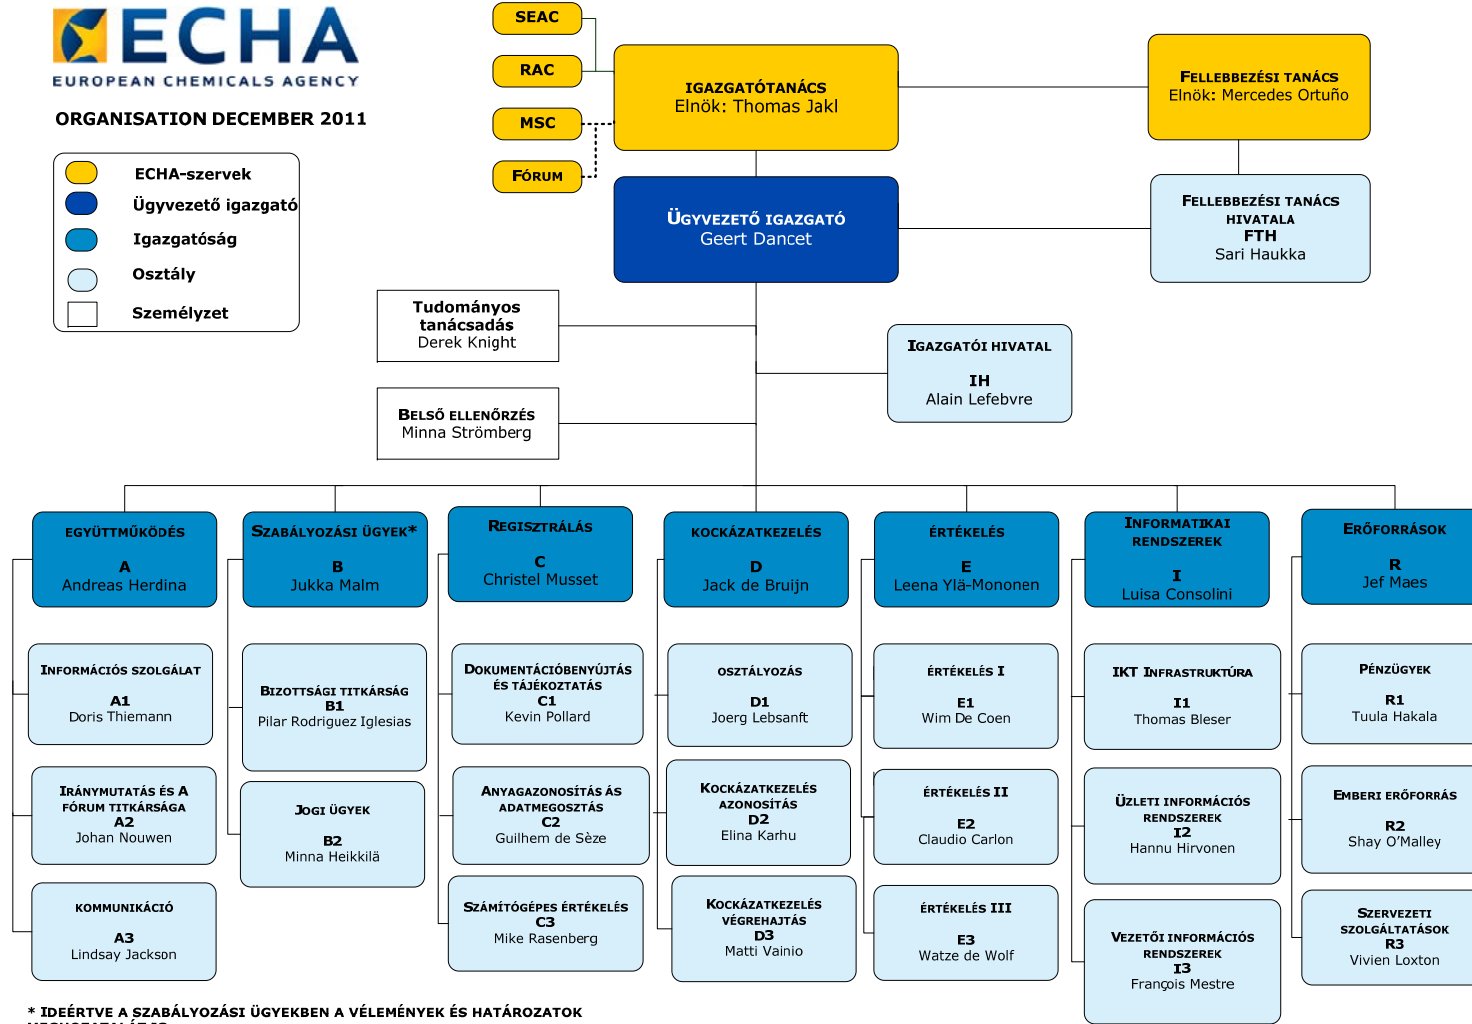 ECHA
EUROPEAN CHEMICALS AGENCY
ORGANISATION DECEMBER 2011
ECHA-szervek
Ügyvezető igazgató
Igazgatóság
Osztály
Személyzet
SEAC
RAC
MSC
FÓRUM
IGAZGATÓTANÁCS
Elnök: Thomas Jakl
FELLEBBEZÉSI TANÁCS
Elnök: Mercedes Ortuño
ÜGYVEZETŐ IGAZGATÓ
Geert Dancet
FELLEBBEZÉSI TANÁCS
HIVATALA
FTH
Sari Haukka
Tudományos
tanácsadás
Derek Knight
IGAZGATÓI HIVATAL
IH
Alain Lefebvre
BELSŐ ELLENŐRZÉS
Minna Strömberg
EGYÜTTMŰKÖDÉS
A
Andreas Herdina
SZABÁLYOZÁSI ÜGYEK*
B
Jukka Malm
REGISZTRÁLÁS
C
Christel Musset
KOCKÁZATKEZELÉS
D
Jack de Bruijn
ÉRTÉKELÉS
E
Leena Ylä-Mononen
INFORMATIKAI
RENDSZEREK
I
Luisa Consolini
ERŐFORRÁSOK
R
Jef Maes
INFORMÁCIÓS SZOLGÁLAT
A1
Doris Thiemann
BIZOTTSÁGI TITKÁRSÁG
B1
Pilar Rodriguez Iglesias
DOKUMENTÁCIÓBENYÚJTÁS
ÉS TÁJÉKOZTATÁS
C1
Kevin Pollard
OSZTÁLYOZÁS
D1
Joerg Lebsanft
ÉRTÉKELÉS I
E1
Wim De Coen
IKT INFRASTRUKTÚRA
I1
Thomas Bleser
PÉNZÜGYEK
R1
Tuula Hakala
IRÁNYMUTATÁS ÉS A
FÓRUM TITKÁRSÁGA
A2
Johan Nouwen
JOGI ÜGYEK
B2
Minna Heikkilä
ANYAGAZONOSÍTÁS ÁS
ADATMEGOSZTÁS
C2
Guilhem de Sèze
KOCKÁZATKEZELÉS
AZONOSÍTÁS
D2
Elina Karhu
ÉRTÉKELÉS II
E2
Claudio Carlon
ÜZLETI INFORMÁCIÓS
RENDSZEREK
I2
Hannu Hirvonen
EMBERI ERŐFORRÁS
R2
Shay O'Malley
KOMMUNIKÁCIÓ
A3
Lindsay Jackson
SZÁMÍTÓGÉPES ÉRTÉKELÉS
C3
Mike Rasenberg
KOCKÁZATKEZELÉS
VÉGREHAJTÁS
D3
Matti Vainio
ÉRTÉKELÉS III
E3
Watze de Wolf
VEZETŐI INFORMÁCIÓS
RENDSZEREK
I3
François Mestre
SZERVEZETI
SZOLGÁLTATÁSOK
R3
Vivien Loxton
* IDEÉRTVE A SZABÁLYOZÁSI ÜGYEKBEN A VÉLEMÉNYEK ÉS HATÁROZATOK